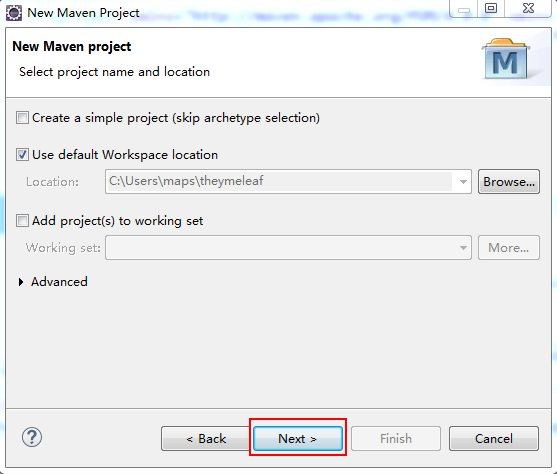 New Maven Project
New Maven project
Select project name and location
M
Create a simple project (skip archetype selection)
Use default Workspace location
Location: C:\Users\maps\theymeleaf Browse...
Add project(s) to working set
Working set: More...
Advanced
? < Back Next > Finish Cancel